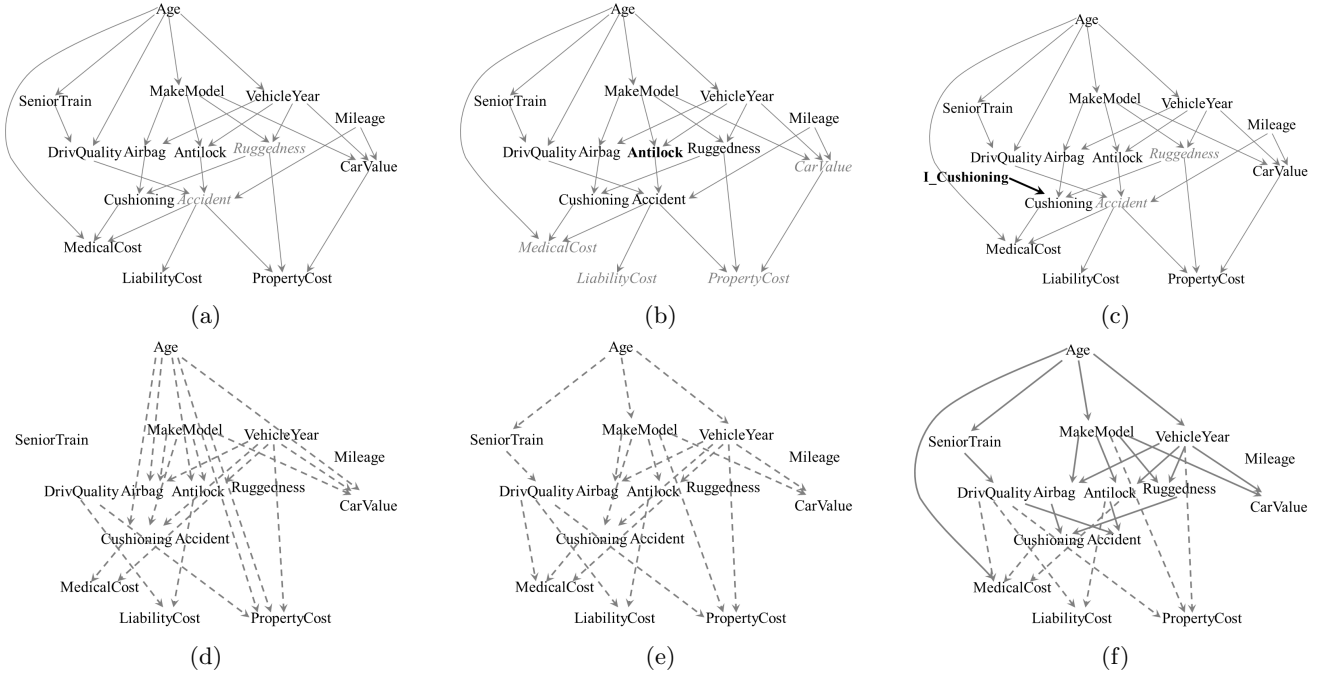 Age
MakeModel
VehicleYear
SeniorTrain
Mileage
DrivQuality Airbag Antilock Ruggedness
CarValue
Cushioning Accident
MedicalCost
LiabilityCost PropertyCost
(a)
Age
MakeModel
VehicleYear
SeniorTrain
Mileage
DrivQuality Airbag Antilock Ruggedness
CarValue
Cushioning Accident
MedicalCost
LiabilityCost PropertyCost
(b)
Age
MakeModel
VehicleYear
SeniorTrain
Mileage
DrivQuality Airbag Antilock Ruggedness
CarValue
I_Cushioning
Cushioning Accident
MedicalCost
LiabilityCost PropertyCost
(c)
Age
MakeModel
VehicleYear
SeniorTrain
Mileage
DrivQuality Airbag Antilock Ruggedness
CarValue
Cushioning Accident
MedicalCost
LiabilityCost PropertyCost
(d)
Age
MakeModel
VehicleYear
SeniorTrain
Mileage
DrivQuality Airbag Antilock Ruggedness
CarValue
Cushioning Accident
MedicalCost
LiabilityCost PropertyCost
(e)
Age
MakeModel
VehicleYear
SeniorTrain
Mileage
DrivQuality Airbag Antilock Ruggedness
CarValue
Cushioning Accident
MedicalCost
LiabilityCost PropertyCost
(f)